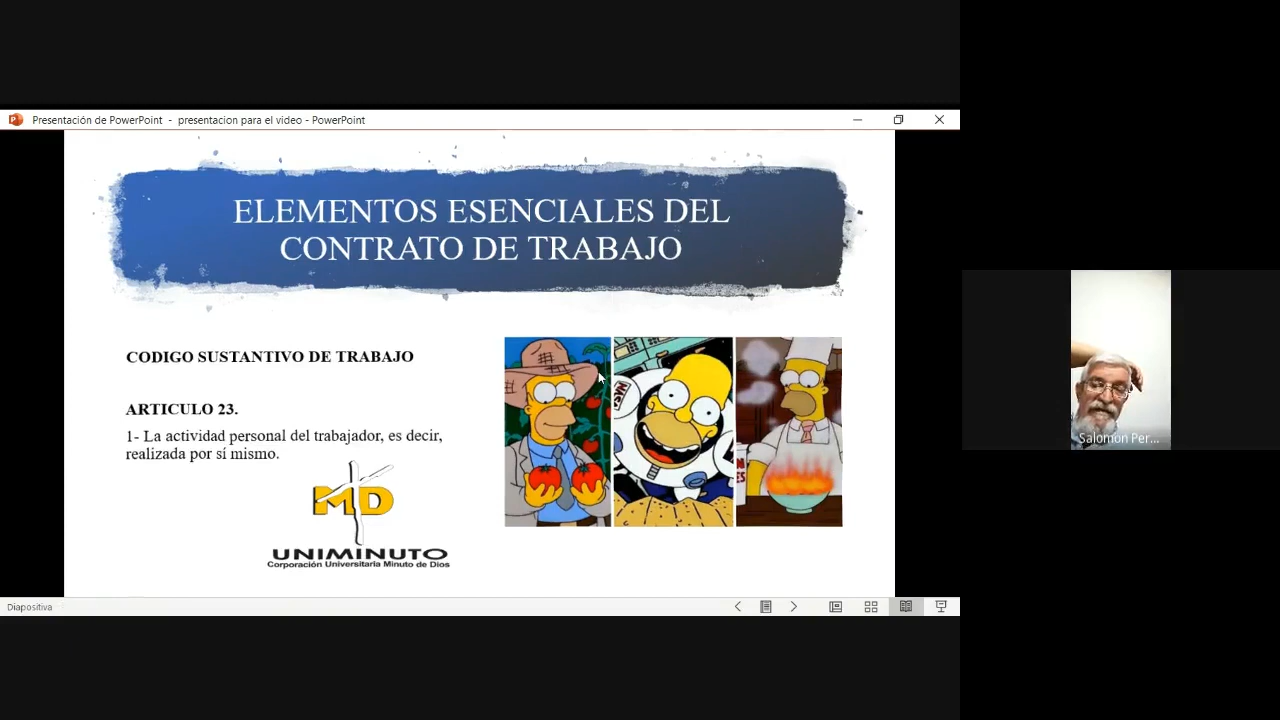 Presentación de PowerPoint - presentacion para el video - PowerPoint
ELEMENTOS ESENCIALES DEL
CONTRATO DE TRABAJO
CODIGO SUSTANTIVO DE TRABAJO
ARTICULO 23.
1- La actividad personal del trabajador, es decir,
realizada por sí mismo.
NASA
MD
UNIMINUTO
Corporación Universitaria Minuto de Dios
Salomón Per...
Diapositiva